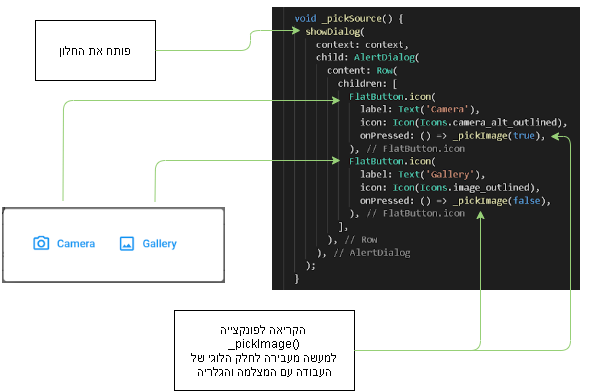 פותח את החלון
void _pickSource() {
showDialog(
context: context,
child: AlertDialog(
content: Row(
children: [
FlatButton.icon(
label: Text('Camera'),
icon: Icon(Icons.camera_alt_outlined),
onPressed: () => _pickImage(true),
), // FlatButton.icon
FlatButton.icon(
label: Text('Gallery'),
icon: Icon(Icons.image_outlined),
onPressed: () => _pickImage(false),
), // FlatButton.icon
],
), // Row
), // AlertDialog
);
}
Camera Gallery
הקריאה לפונקצייה
_pickImage()
למעשה מעבירה לחלק הלוגי של
העבודה עם המצלמה והגלריה